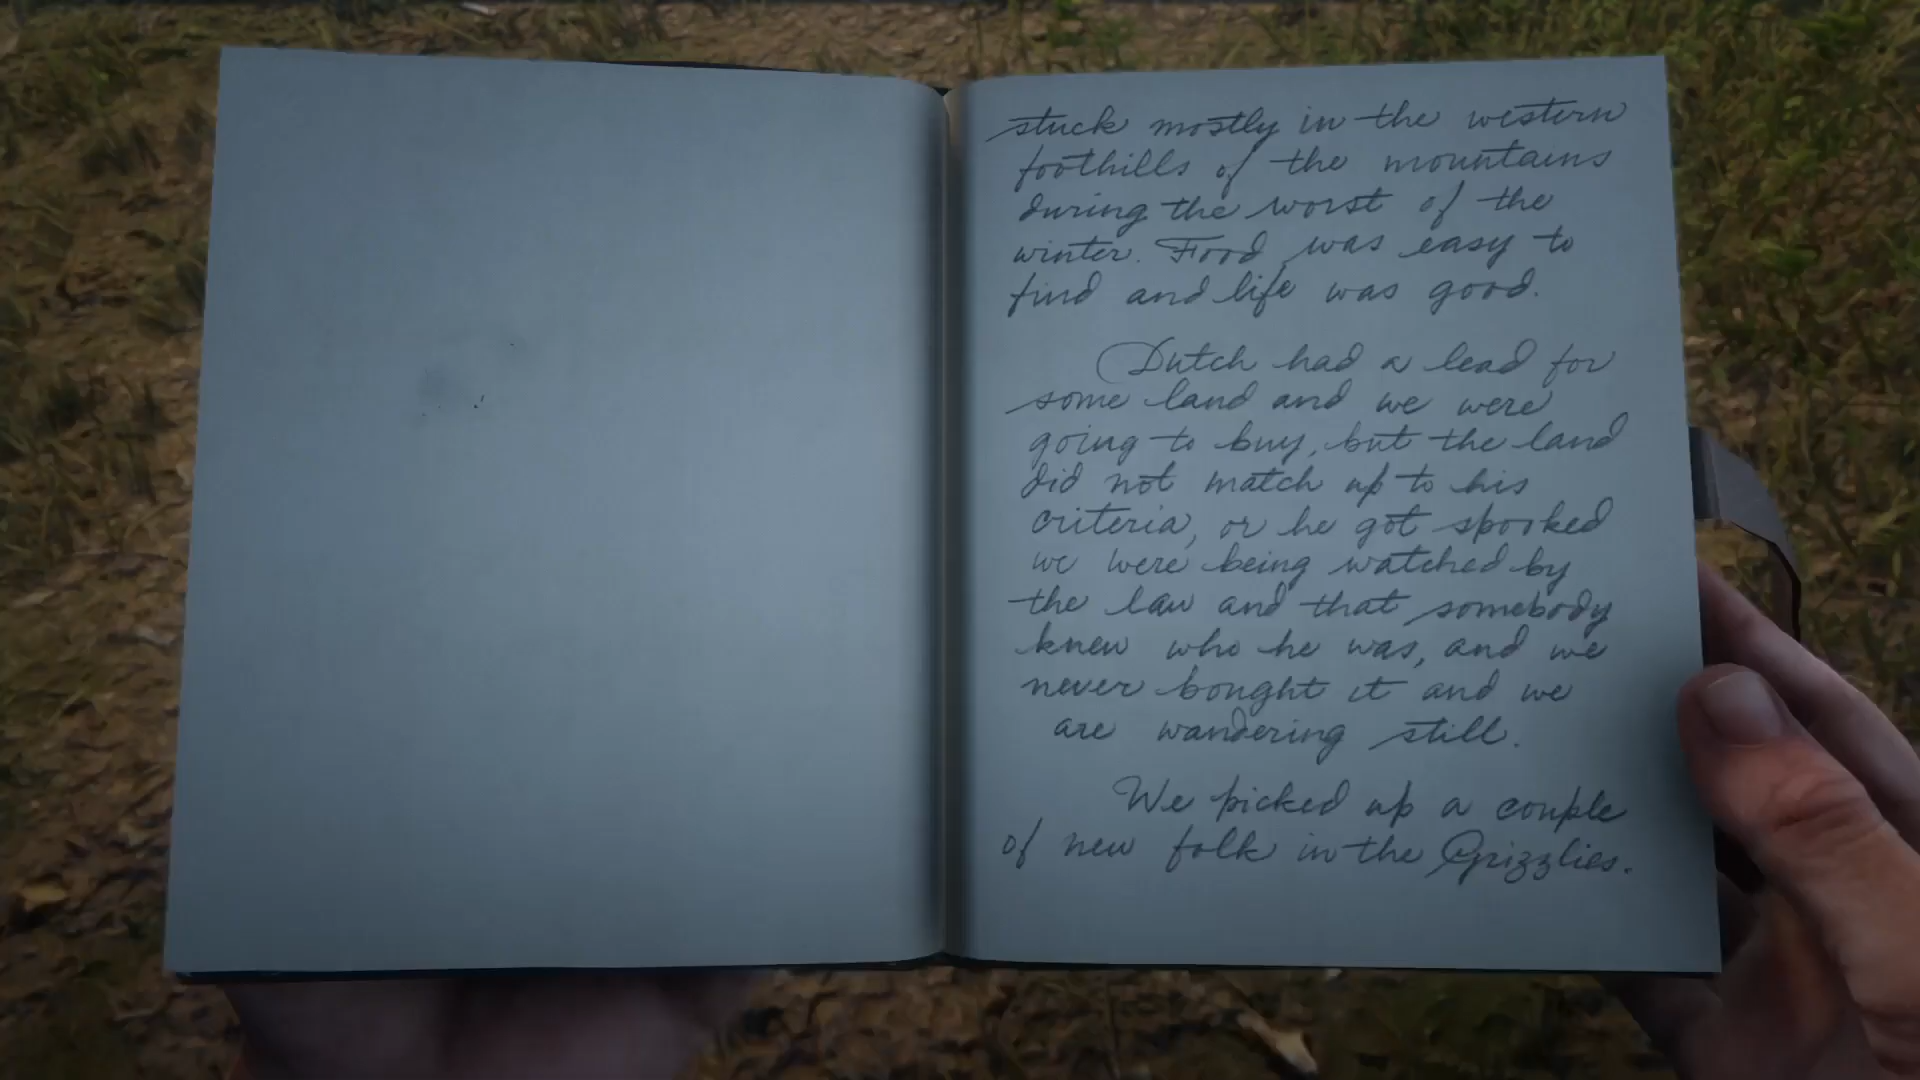 stuck mostly in the western
foothills of the mountains
during the worst of the
winter. Food was easy to
find and life was good.
Dutch had a lead for
some land and we were
going to buy, but the land
did not match up to his
criteria, or he got spooked
we were being watched by
the law and that somebody
knew who he was, and we
never bought it and we
are wandering still.
We picked up a couple
of new folk in the Grizzlies.